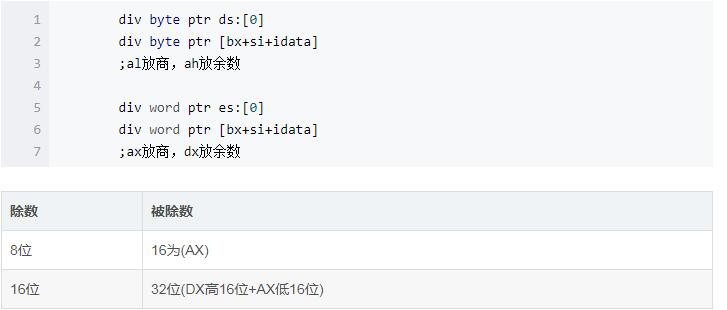 1 div byte ptr ds:[0]
2 div byte ptr [bx+si+idata]
3 ;al放商，ah放余数
4
5 div word ptr es:[0]
6 div word ptr [bx+si+idata]
7 ;ax放商，dx放余数
除数 被除数
8位 16为(AX)
16位 32位(DX高16位+AX低16位)